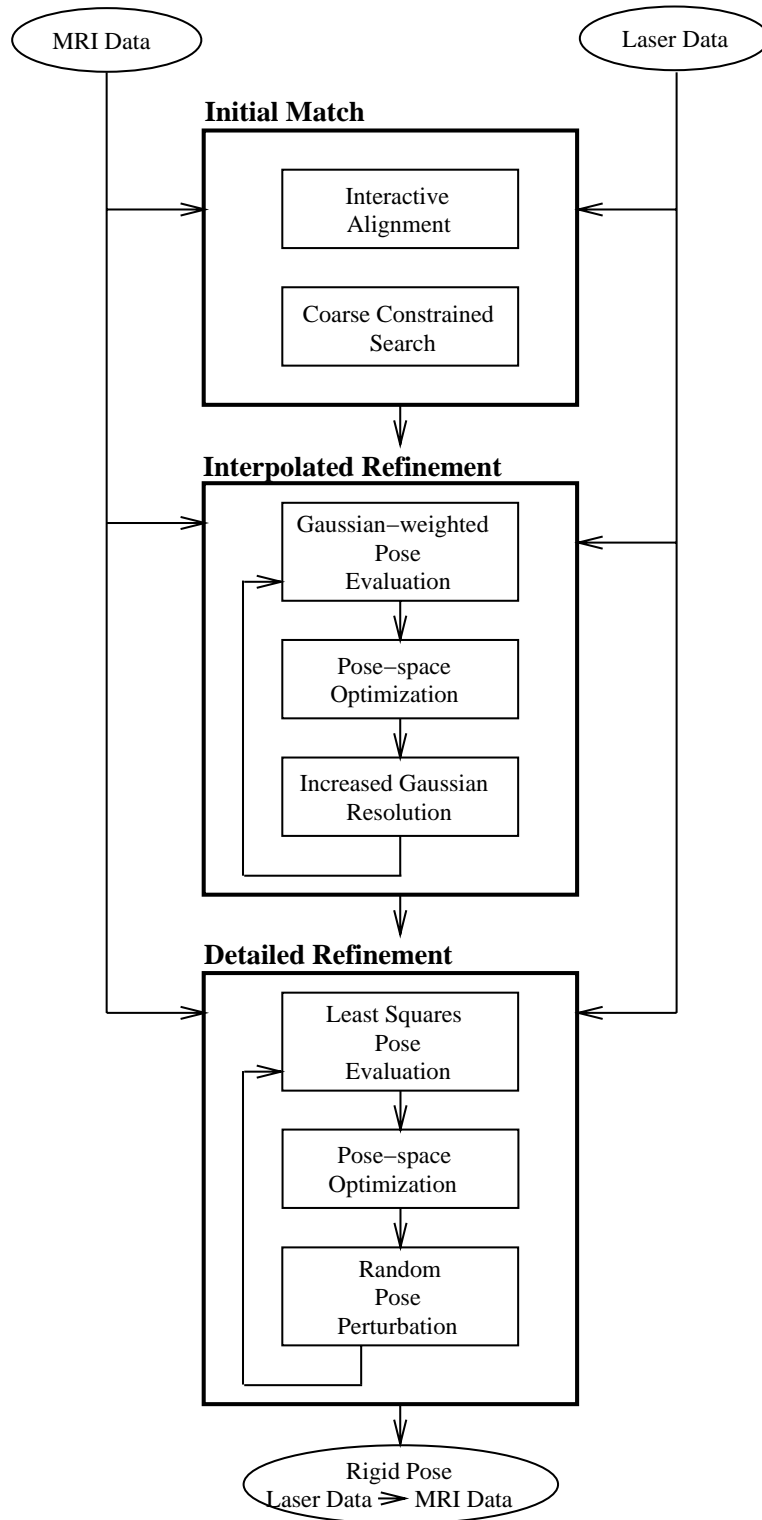 MRI Data
Laser Data
Initial Match
Interactive
Alignment
Coarse Constrained
Search
Interpolated Refinement
Gaussian−weighted
Pose
Evaluation
Pose−space
Optimization
Increased Gaussian
Resolution
Detailed Refinement
Least Squares
Pose
Evaluation
Pose−space
Optimization
Random
Pose
Perturbation
Rigid Pose
Laser Data MRI Data